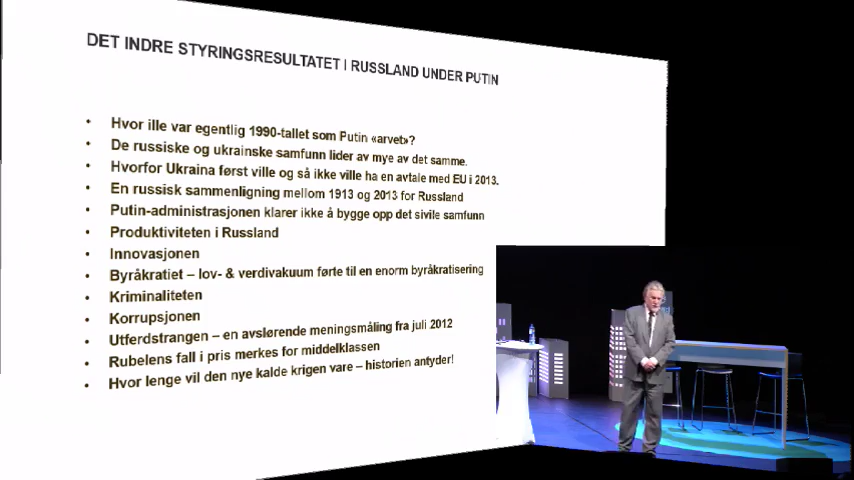 DET INDRE STYRINGSRESULTATET I RUSSLAND UNDER PUTIN
• Hvor ille var egentlig 1990-tallet som Putin «arvet»?
• De russiske og ukrainske samfunn lider av mye av det samme.
• Hvorfor Ukraina først ville og så ikke ville ha en avtale med EU i 2013.
• En russisk sammenligning mellom 1913 og 2013 for Russland
• Putin-administrasjonen klarer ikke å bygge opp det sivile samfunn
• Produktiviteten i Russland
• Innovasjonen
• Byråkratiet – lov- & verdivakuum førte til en enorm byråkratisering
• Kriminaliteten
• Korrupsjonen
• Utferdstrangen – en avslørende meningsmåling fra juli 2012
• Rubelens fall i pris merkes for middelklassen
• Hvor lenge vil den nye kalde krigen vare – historien antyder!